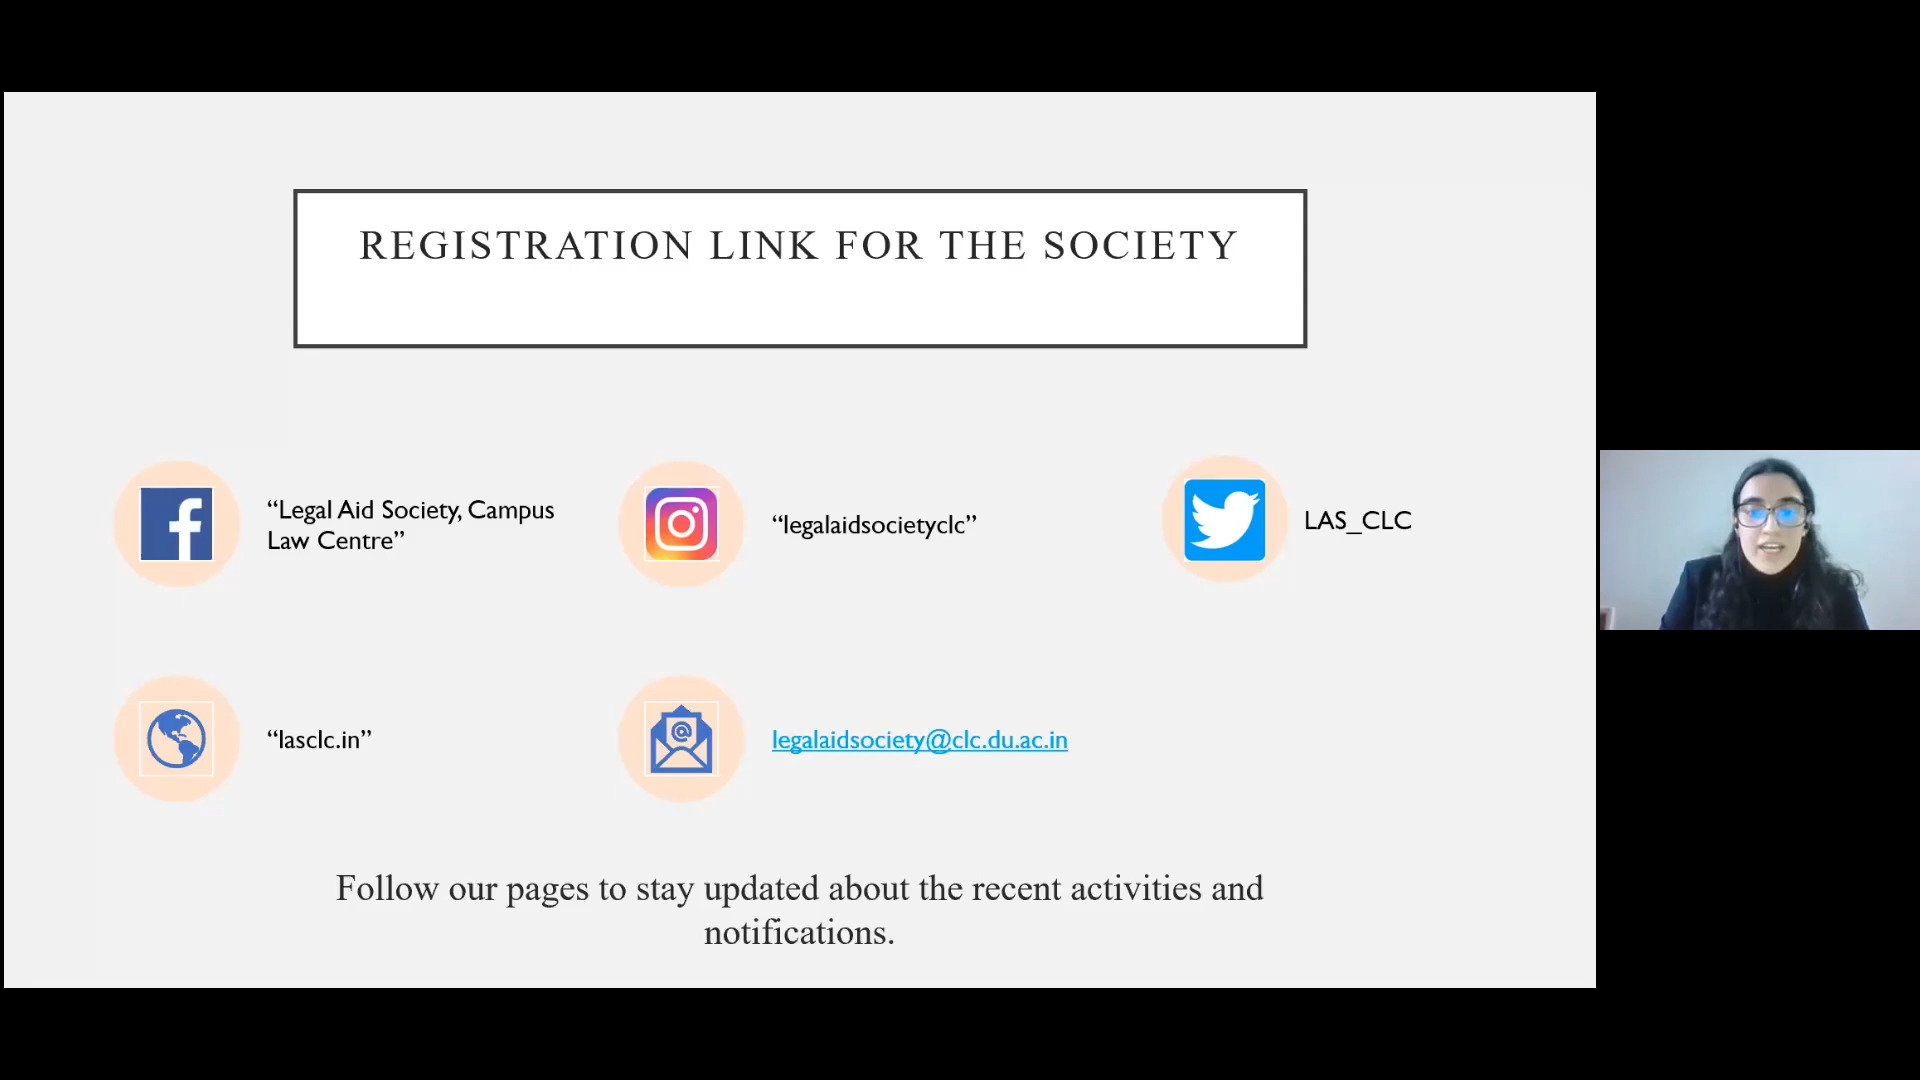 REGISTRATION LINK FOR THE SOCIETY
“Legal Aid Society, Campus
Law Centre”
“legalaidsocietyclc”
LAS_CLC
“lasclc.in”
legalaidsociety@clc.du.ac.in
Follow our pages to stay updated about the recent activities and
notifications.